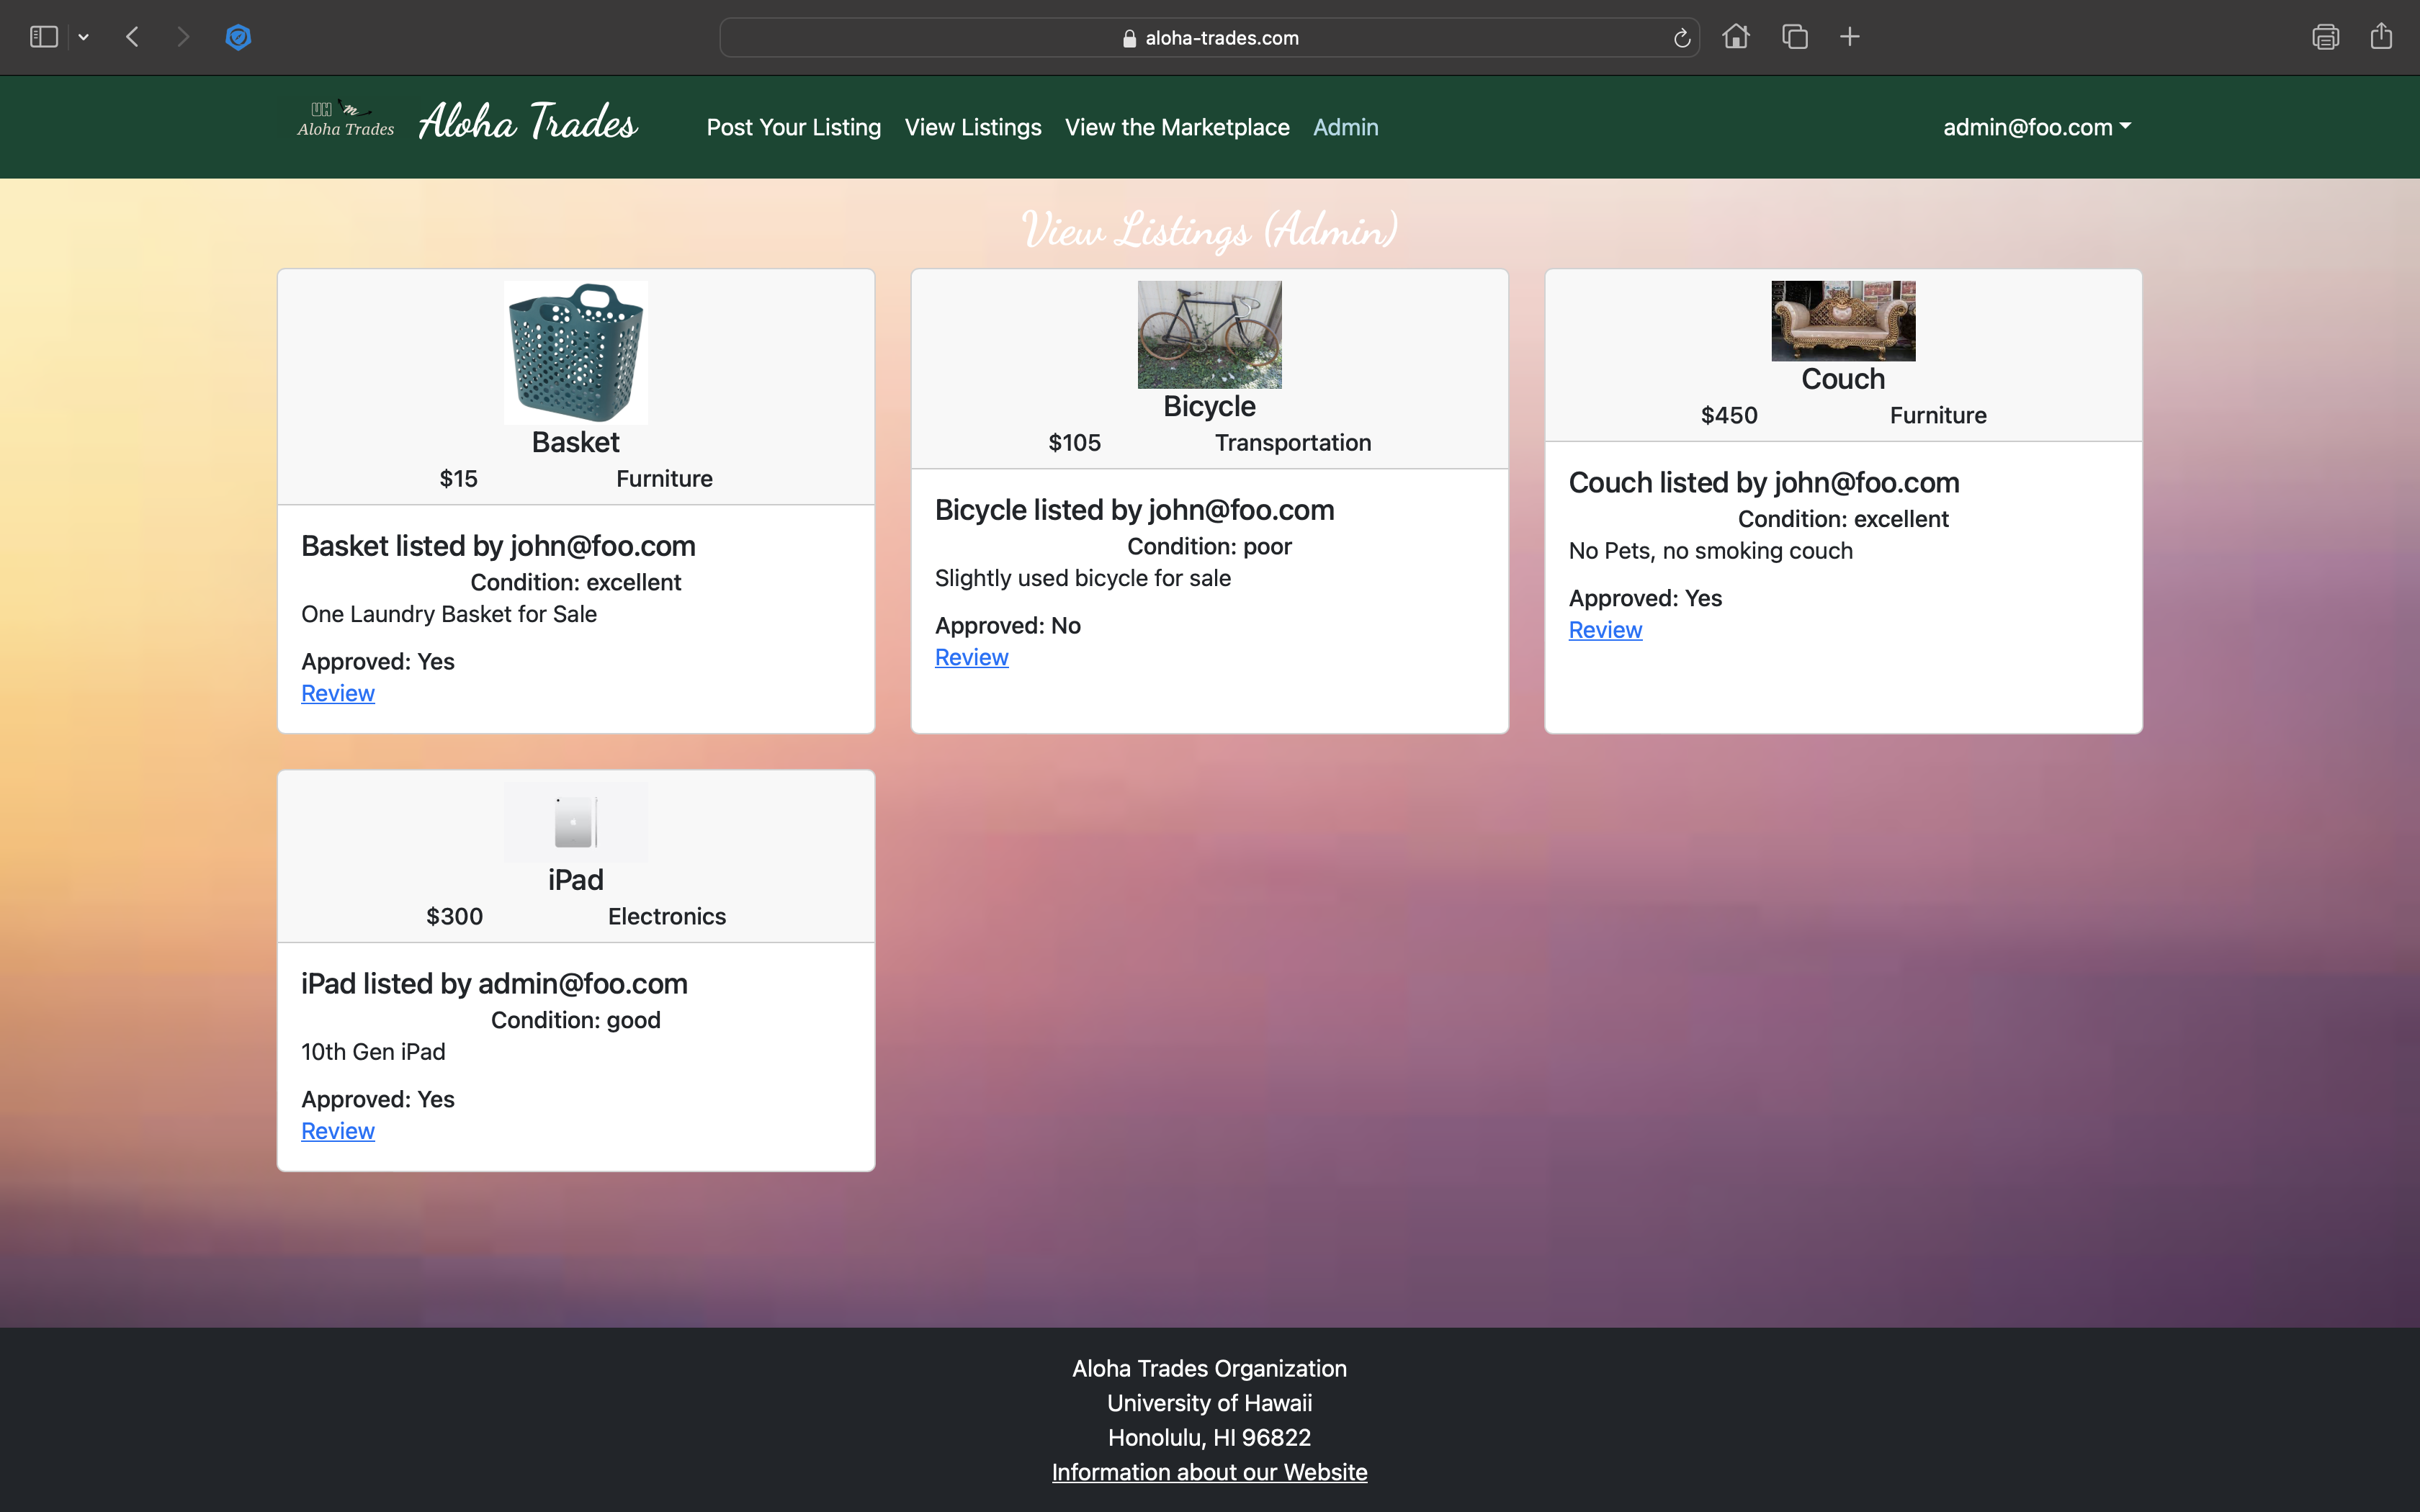 aloha-trades.com
UH m
Aloha Trades
Aloha Trades
Post Your Listing View Listings View the Marketplace Admin
admin@foo.com
View Listings (Admin)
Basket
$15 Furniture
Basket listed by john@foo.com
Condition: excellent
One Laundry Basket for Sale
Approved: Yes
Review
Bicycle
$105 Transportation
Bicycle listed by john@foo.com
Condition: poor
Slightly used bicycle for sale
Approved: No
Review
Couch
$450 Furniture
Couch listed by john@foo.com
Condition: excellent
No Pets, no smoking couch
Approved: Yes
Review
iPad
$300 Electronics
iPad listed by admin@foo.com
Condition: good
10th Gen iPad
Approved: Yes
Review
Aloha Trades Organization
University of Hawaii
Honolulu, HI 96822
Information about our Website